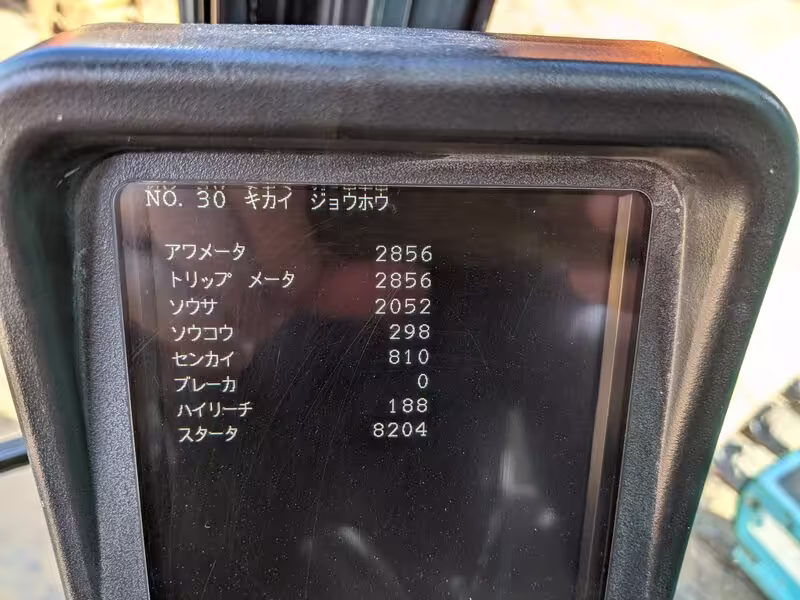 NO. 30 キカイ ジョウホウ
アワメータ 2856
トリップ メータ 2856
ソウサ 2052
ソウコウ 298
センカイ 810
ブレーカ 0
ハイリーチ 188
スタータ 8204